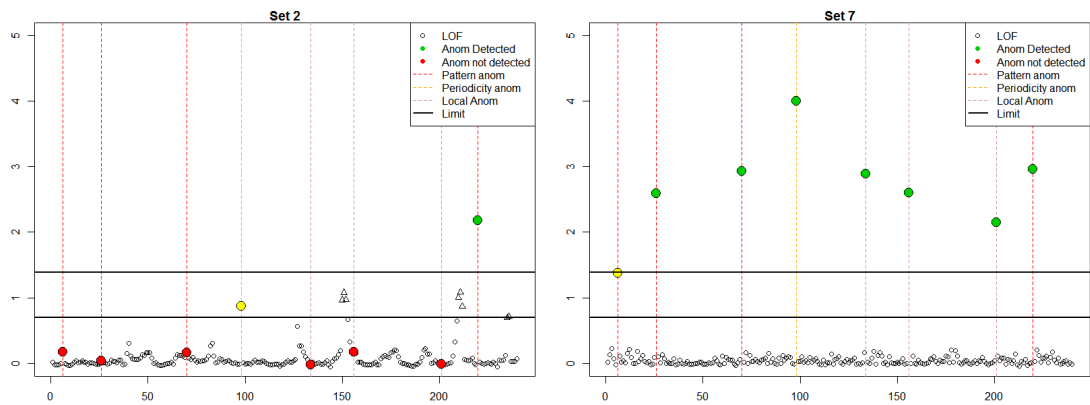 Set 2
5
4
3
2
1
0
0
50
100
150
200
LOF
Anom Detected
Anom not detected
Pattern anom
Periodicity anom
Local Anom
Limit
Set 7
5
4
3
2
1
0
0
50
100
150
200
LOF
Anom Detected
Anom not detected
Pattern anom
Periodicity anom
Local Anom
Limit